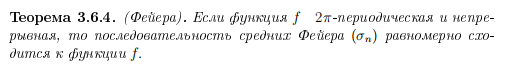 Теорема 3.6.4. (Фейера). Если функция f 2π-периодическая и непре-
рывная, то последовательность средних Фейера (σₙ) равномерно схо-
дится к функции f.